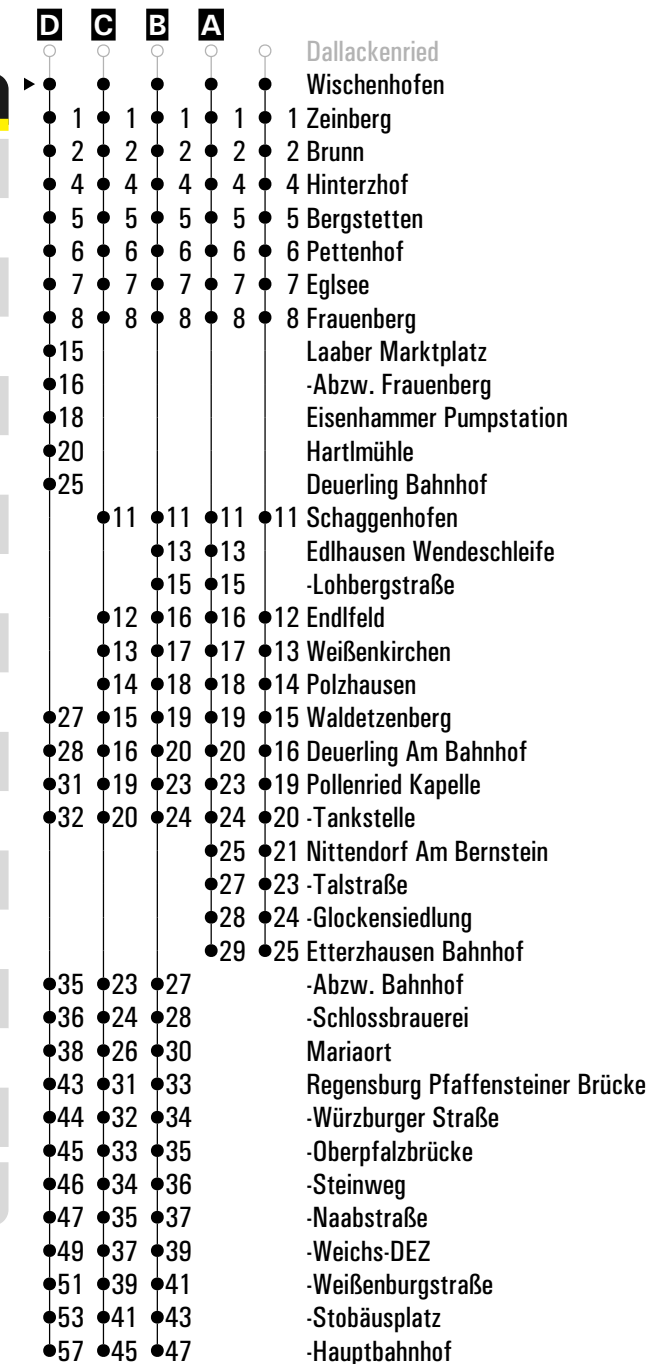 D C B A
Dallackenried
Wischenhofen
1 1 1 1 1 Zeinberg
2 2 2 2 2 Brunn
4 4 4 4 4 Hinterzhof
5 5 5 5 5 Bergstetten
6 6 6 6 6 Pettenhof
7 7 7 7 7 Eglsee
8 8 8 8 8 Frauenberg
15 Laaber Marktplatz
16 -Abzw. Frauenberg
18 Eisenhammer Pumpstation
20 Hartlmühle
25 Deuerling Bahnhof
11 11 11 11 Schaggenhofen
13 13 Edlhausen Wendeschleife
15 15 -Lohbergstraße
12 16 16 12 Endlfeld
13 17 17 13 Weißenkirchen
14 18 18 14 Polzhausen
27 15 19 19 15 Waldetzenberg
28 16 20 20 16 Deuerling Am Bahnhof
31 19 23 23 19 Pollenried Kapelle
32 20 24 24 20 -Tankstelle
25 21 Nittendorf Am Bernstein
27 23 -Talstraße
28 24 -Glockensiedlung
29 25 Etterzhausen Bahnhof
35 23 27 -Abzw. Bahnhof
36 24 28 -Schlossbrauerei
38 26 30 Mariaort
43 31 33 Regensburg Pfaffensteiner Brücke
44 32 34 -Würzburger Straße
45 33 35 -Oberpfalzbrücke
46 34 36 -Steinweg
47 35 37 -Naabstraße
49 37 39 -Weichs-DEZ
51 39 41 -Weißenburgstraße
53 41 43 -Stobäusplatz
57 45 47 -Hauptbahnhof